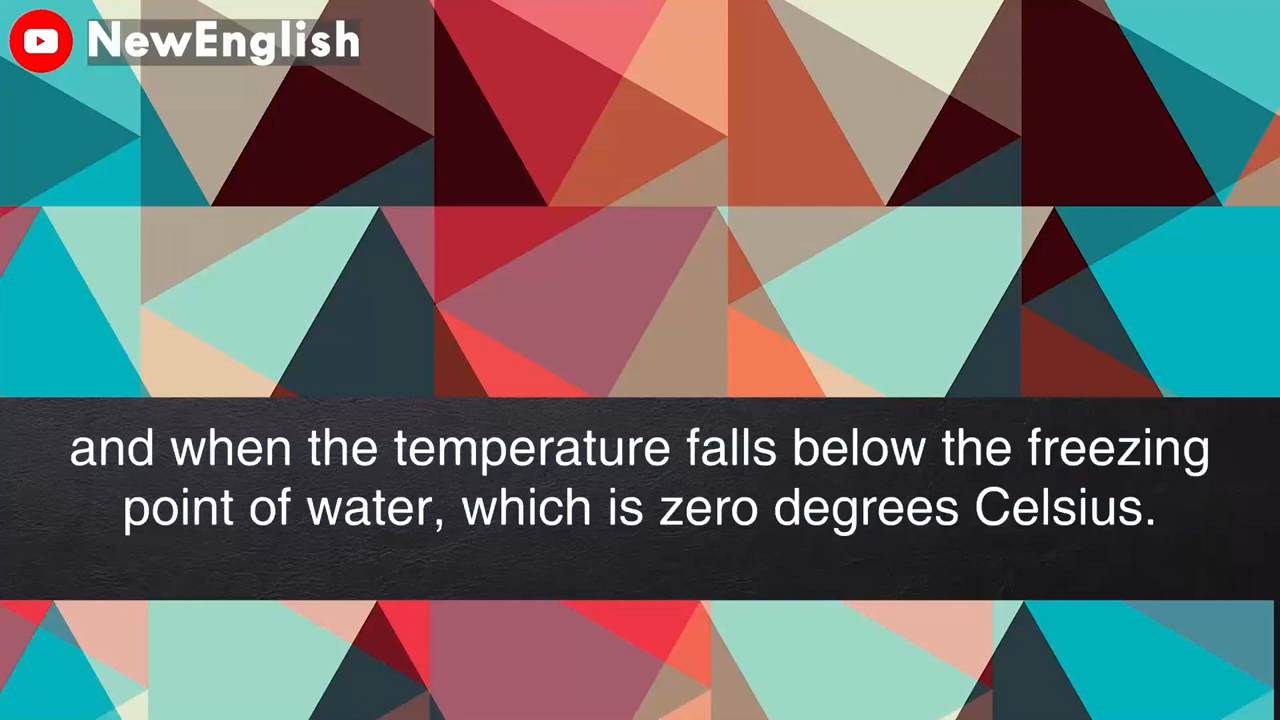 NewEnglish
and when the temperature falls below the freezing
point of water, which is zero degrees Celsius.